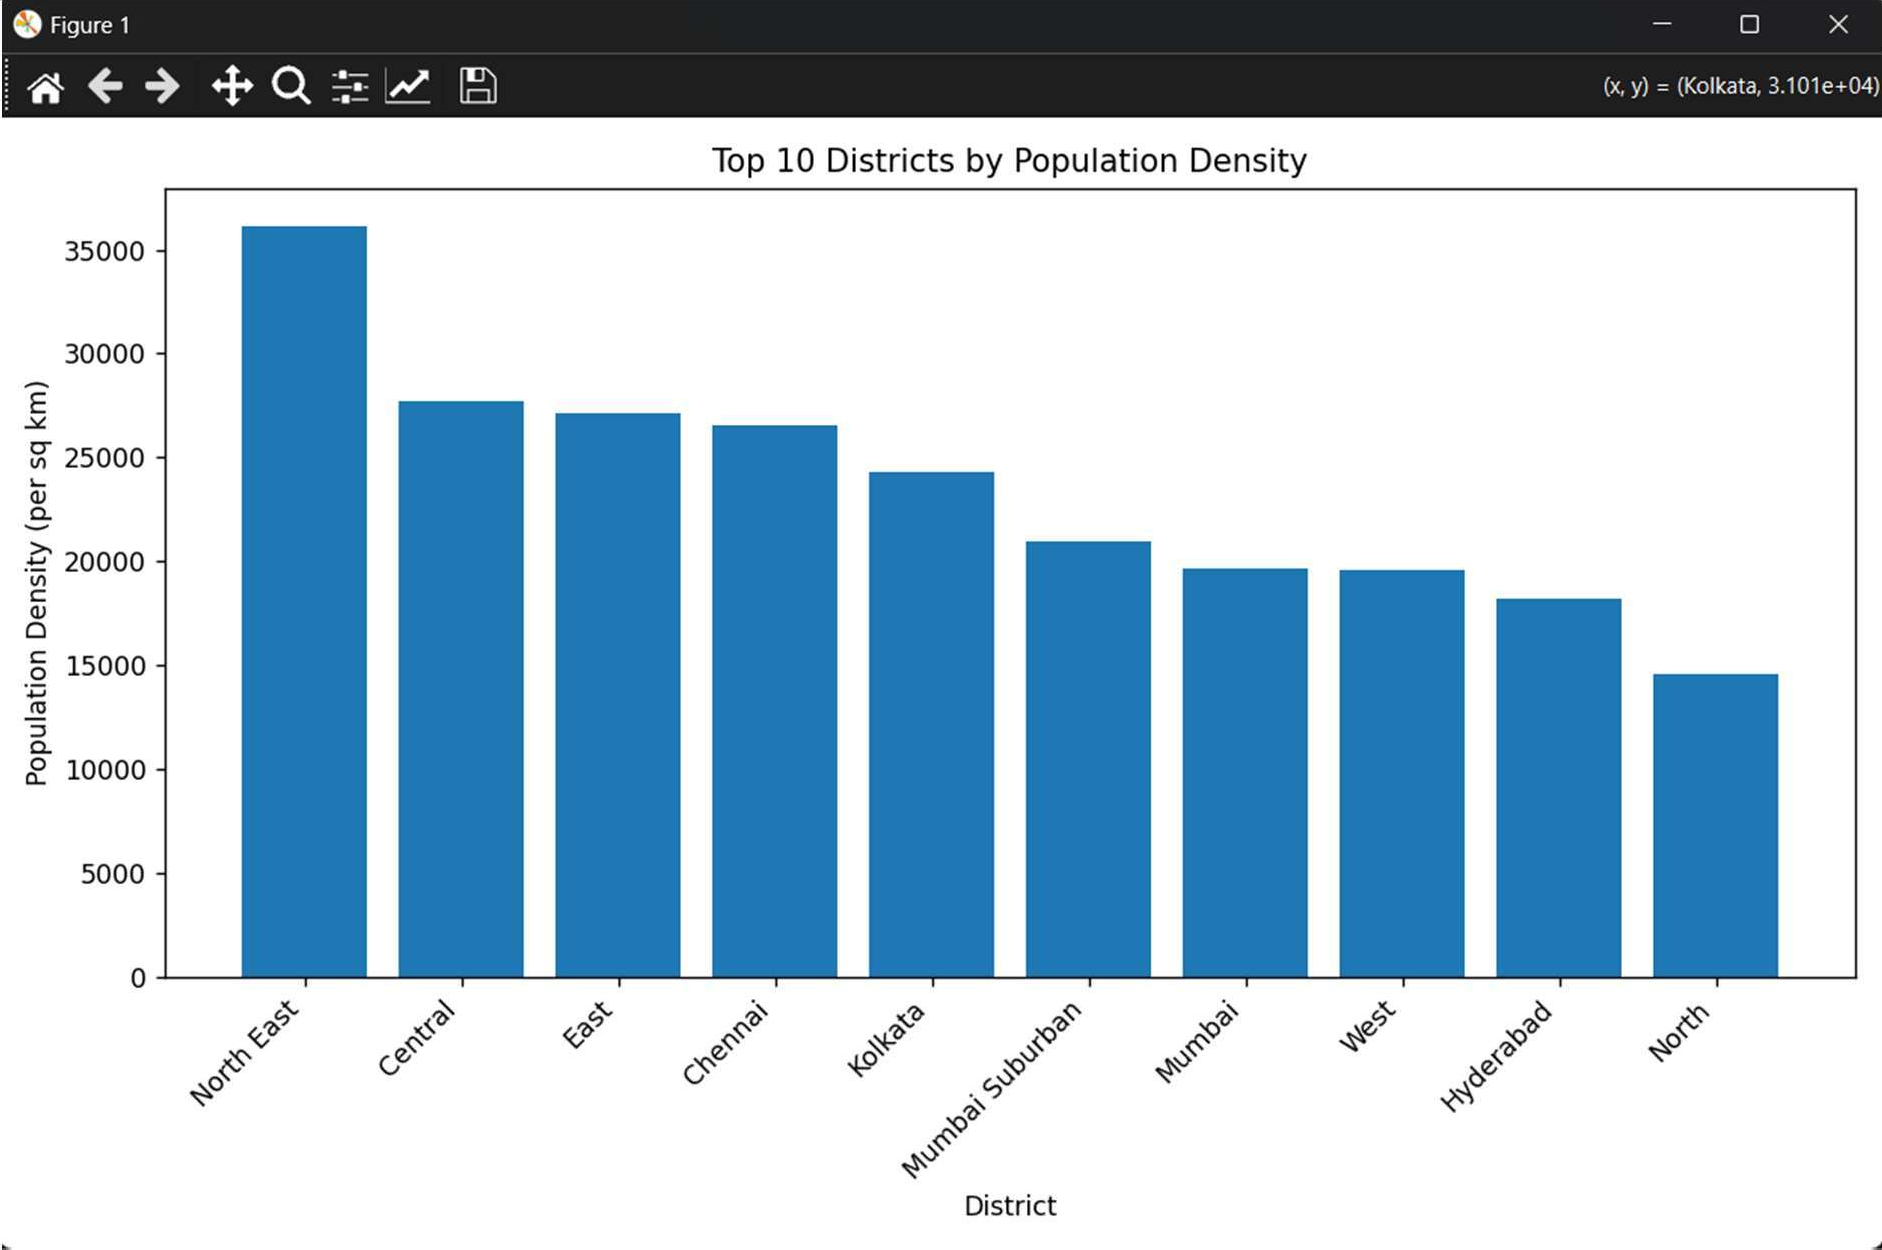 Figure 1
(x, y) = (Kolkata, 3.101e+04)
Top 10 Districts by Population Density
Population Density (per sq km)
35000
30000
25000
20000
15000
10000
5000
0
North East
Central
East
Chennai
Kolkata
Mumbai Suburban
Mumbai
West
Hyderabad
North
District